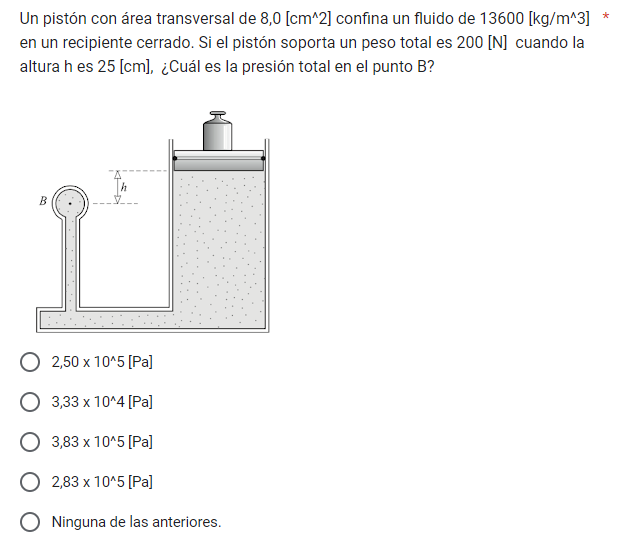 Un pistón con área transversal de 8,0 [cm^2] confina un fluido de 13600 [kg/m^3] *
en un recipiente cerrado. Si el pistón soporta un peso total es 200 [N] cuando la
altura h es 25 [cm], ¿Cuál es la presión total en el punto B?
h
B
2,50 x 10^5 [Pa]
3,33 x 10^4 [Pa]
3,83 x 10^5 [Pa]
2,83 x 10^5 [Pa]
Ninguna de las anteriores.